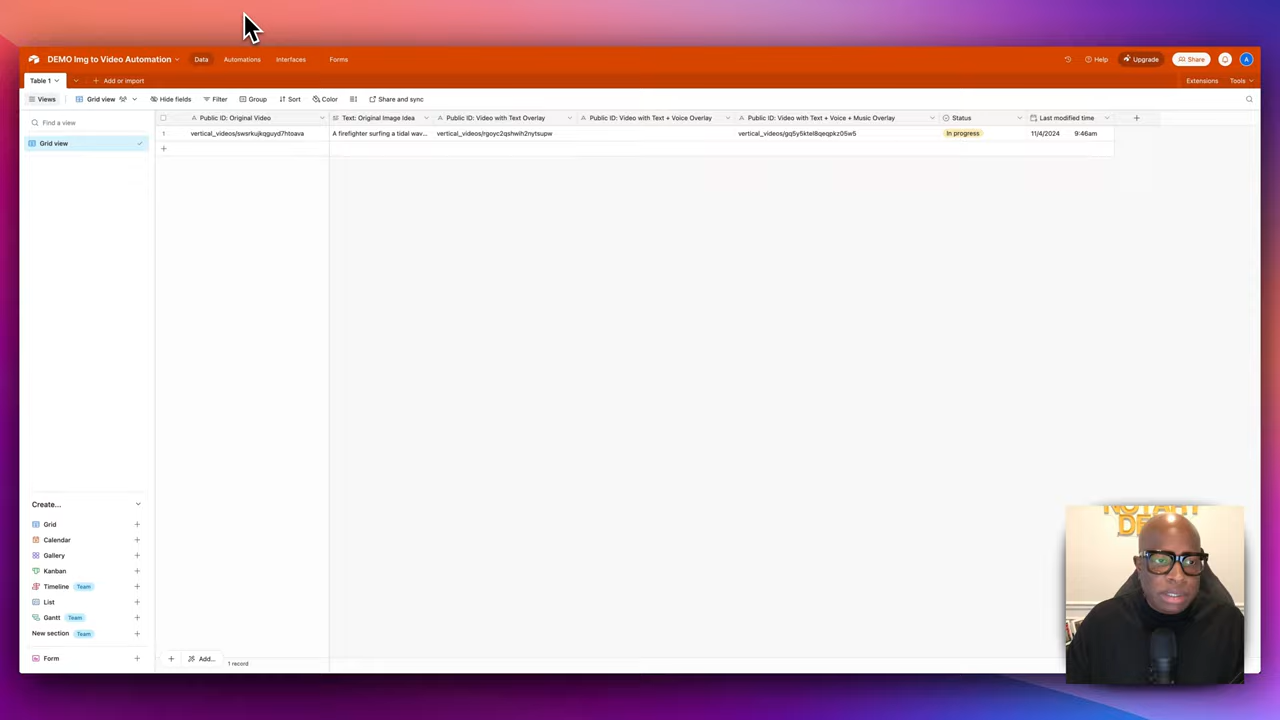 DEMO Img to Video Automation Data Automations Interfaces Forms Help Upgrade Share A
Table 1 Add or import Extensions Tools
Views Grid view Hide fields Filter Group Sort Color Share and sync
Public ID: Original Video Text: Original Image Idea Public ID: Video with Text Overlay Public ID: Video with Text + Voice Overlay Public ID: Video with Text + Voice + Music Overlay Status Last modified time
Find a view
1 vertical_videos/swsrkujkqguyd7htoava A firefighter surfing a tidal wav... vertical_videos/rgoyc2qshwih2nytsupw vertical_videos/gq5y5ktel8qeqpkz05w5 In progress 11/4/2024 9:46am
Grid view
Create...
Grid
Calendar
Gallery
Kanban
Timeline Team
List
Gantt Team
New section Team
Form
Add...
1 record